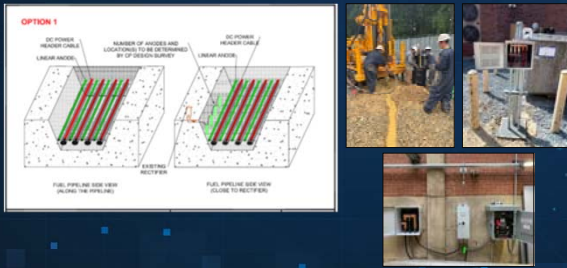 OPTION 1
DC POWER
HEADER CABLE
LINEAR ANODE
NUMBER OF ANODES AND
LOCATION(S) TO BE DETERMINED
BY CP DESIGN SURVEY
DC POWER
HEADER CABLE
LINEAR ANODE
EXISTING
RECTIFIER
FUEL PIPELINE SIDE VIEW
(ALONG THE PIPELINE)
FUEL PIPELINE SIDE VIEW
(CLOSE TO RECTIFIER)